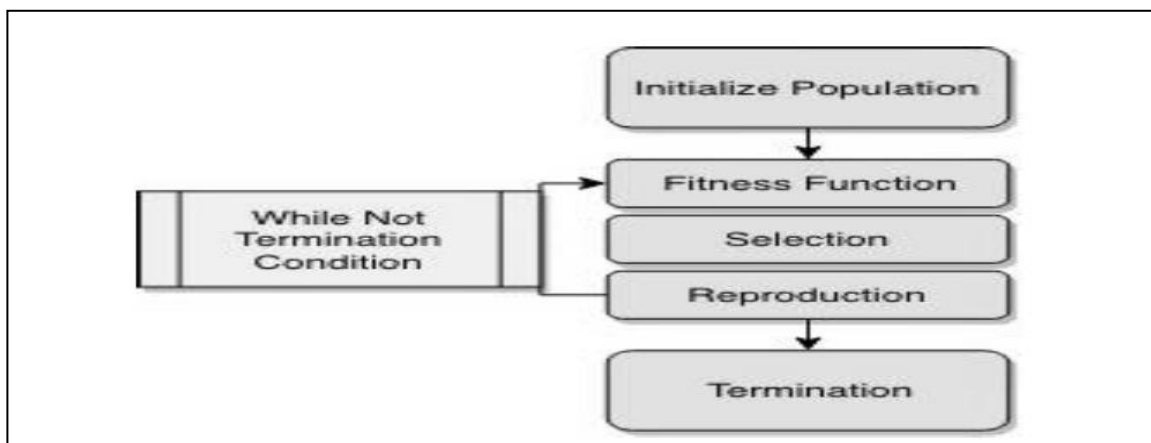 Initialize Population
Fitness Function
While Not
Termination
Condition
Selection
Reproduction
Termination